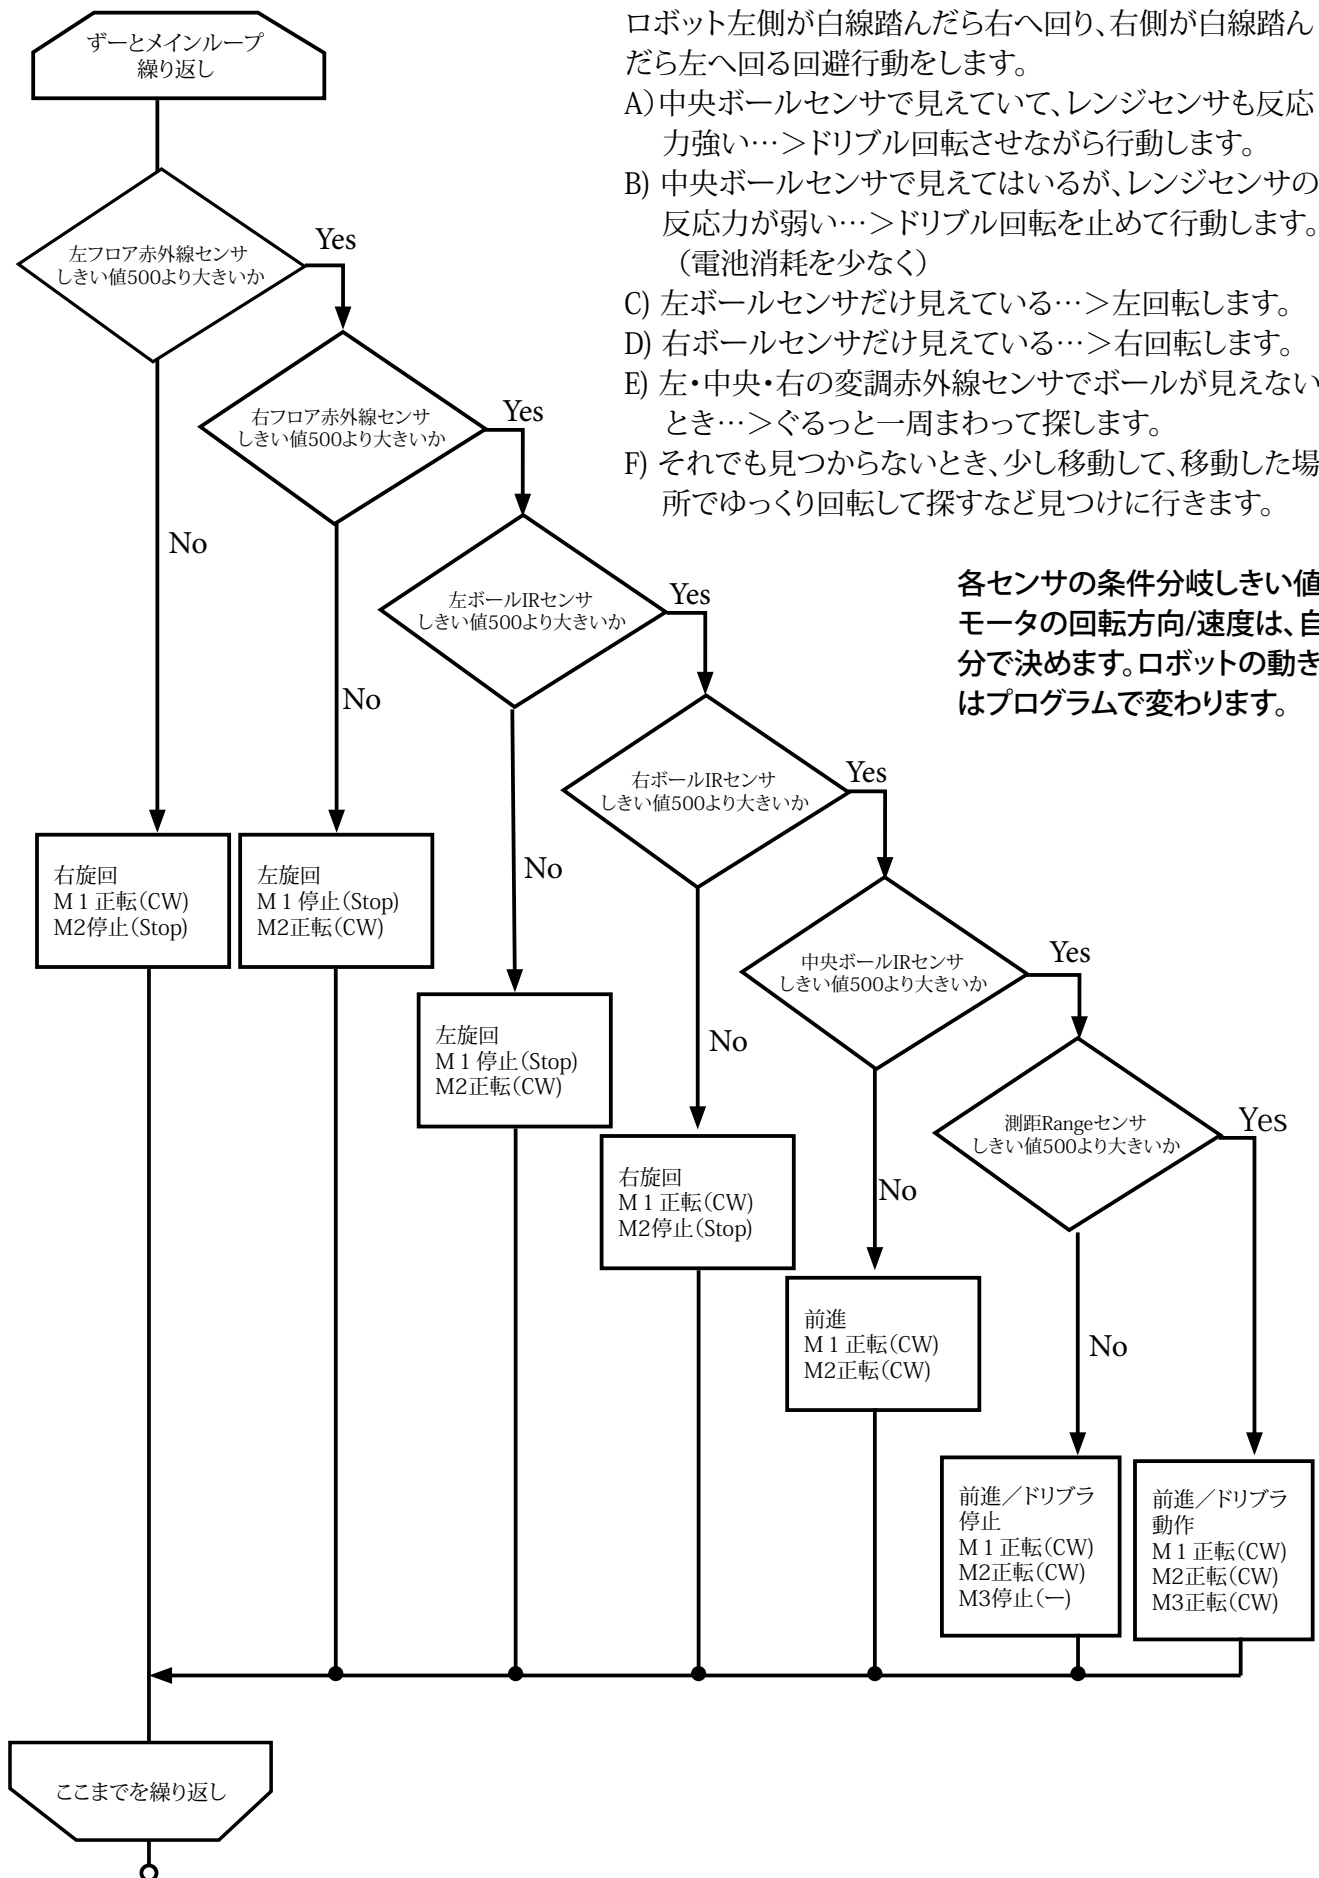 ずーとメインループ
繰り返し
ロボット左側が白線踏んだら右へ回り、右側が白線踏ん
だら左へ回る回避行動をします。
A)中央ボールセンサで見えていて、レンジセンサも反応
力強い…＞ドリブル回転させながら行動します。
B) 中央ボールセンサで見えてはいるが、レンジセンサの
反応力が弱い…＞ドリブル回転を止めて行動します。
（電池消耗を少なく）
C) 左ボールセンサだけ見えている…＞左回転します。
D) 右ボールセンサだけ見えている…＞右回転します。
E) 左・中央・右の変調赤外線センサでボールが見えない
とき…＞ぐるっと一周まわって探します。
F) それでも見つからないとき、少し移動して、移動した場
所でゆっくり回転して探すなど見つけに行きます。
各センサの条件分岐しきい値
モータの回転方向/速度は、自
分で決めます。ロボットの動き
はプログラムで変わります。
左フロア赤外線センサ
しきい値500より大きいか
Yes
No
右フロア赤外線センサ
しきい値500より大きいか
Yes
No
左ボールIRセンサ
しきい値500より大きいか
Yes
No
右ボールIRセンサ
しきい値500より大きいか
Yes
No
中央ボールIRセンサ
しきい値500より大きいか
Yes
No
測距Rangeセンサ
しきい値500より大きいか
Yes
No
右旋回
M 1 正転(CW)
M2停止(Stop)
左旋回
M 1 停止(Stop)
M2正転(CW)
左旋回
M 1 停止(Stop)
M2正転(CW)
右旋回
M 1 正転(CW)
M2停止(Stop)
前進
M 1 正転(CW)
M2正転(CW)
前進／ドリブラ
停止
M 1 正転(CW)
M2正転(CW)
M3停止(ー)
前進／ドリブラ
動作
M 1 正転(CW)
M2正転(CW)
M3正転(CW)
ここまでを繰り返し